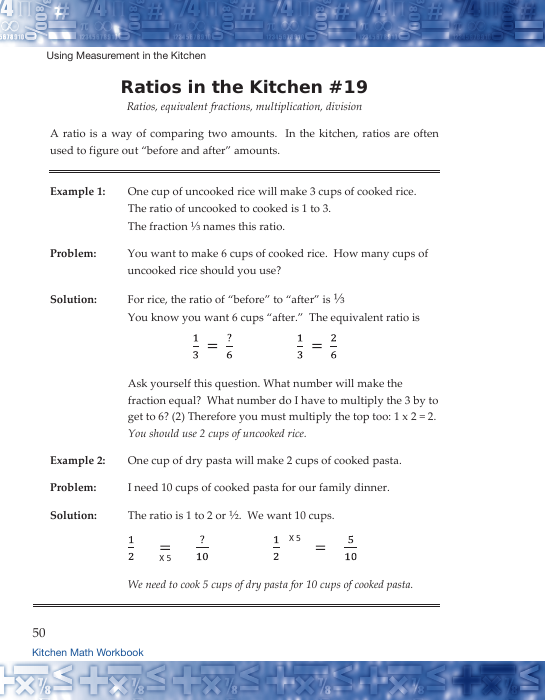 Using Measurement in the Kitchen
Ratios in the Kitchen #19
Ratios, equivalent fractions, multiplication, division
A ratio is a way of comparing two amounts. In the kitchen, ratios are often
used to figure out “before and after” amounts.
Example 1: One cup of uncooked rice will make 3 cups of cooked rice.
The ratio of uncooked to cooked is 1 to 3.
The fraction ⅓ names this ratio.
Problem: You want to make 6 cups of cooked rice. How many cups of
uncooked rice should you use?
Solution: For rice, the ratio of “before” to “after” is ⅓
You know you want 6 cups “after.” The equivalent ratio is
1/3 = ?/6 1/3 = 2/6
Ask yourself this question. What number will make the
fraction equal? What number do I have to multiply the 3 by to
get to 6? (2) Therefore you must multiply the top too: 1 x 2 = 2.
You should use 2 cups of uncooked rice.
Example 2: One cup of dry pasta will make 2 cups of cooked pasta.
Problem: I need 10 cups of cooked pasta for our family dinner.
Solution: The ratio is 1 to 2 or ½. We want 10 cups.
1/2 = X 5 ?/10 1/2 X 5 = 5/10
We need to cook 5 cups of dry pasta for 10 cups of cooked pasta.
50
Kitchen Math Workbook